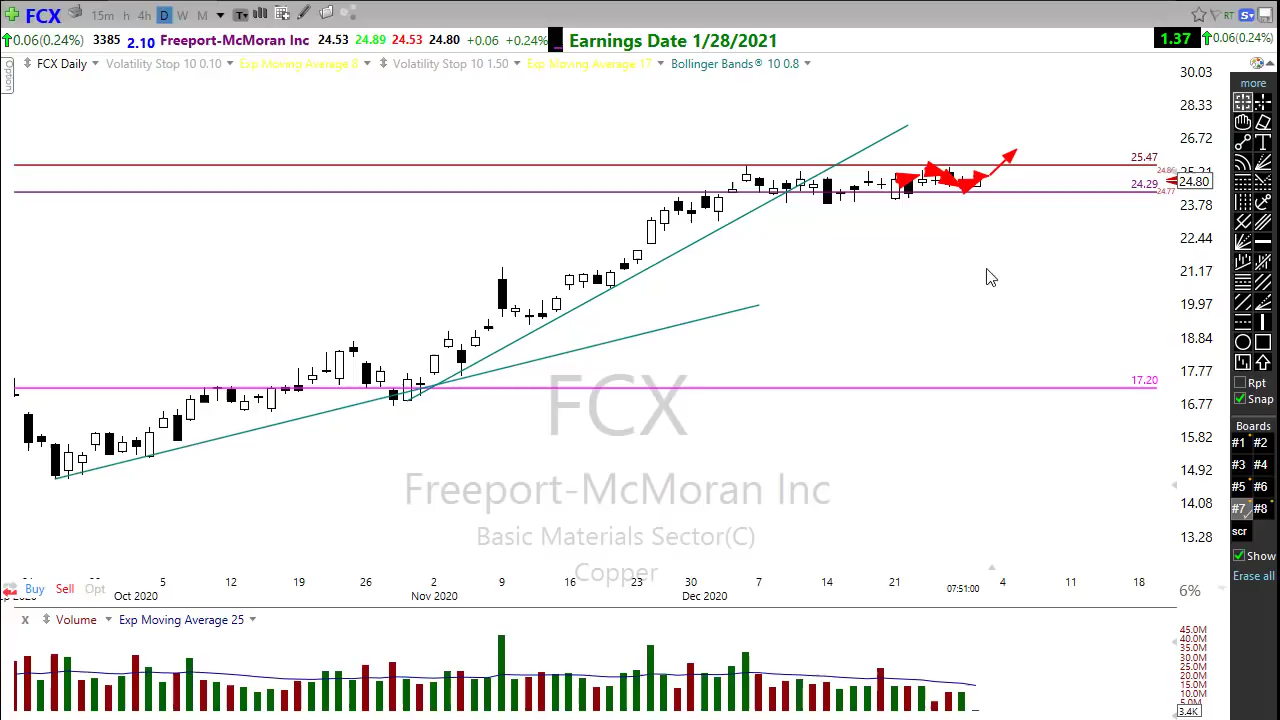 FCX 15m h 4h D W M T RT S
0.06(0.24%) 3385 2.10 Freeport-McMoran Inc 24.53 24.89 24.53 24.80 +0.06 +0.24% Earnings Date 1/28/2021 1.37 0.06(0.24%)
Option
FCX Daily Volatility Stop 10 0.10 Exp Moving Average 8 Volatility Stop 10 1.50 Exp Moving Average 17 Bollinger Bands® 10 0.8
30.03
28.33
26.72
25.47
24.86
24.80
24.29
24.77
23.78
22.44
21.17
19.97
18.84
17.77
17.20
16.77
15.82
14.92
14.08
13.28
FCX
Freeport-McMoran Inc
Basic Materials Sector(C)
Copper
5 12 19 26 2 9 16 23 30 7 14 21 4 11 18
Oct 2020 Nov 2020 Dec 2020 07:51:00
Buy Sell Opt 6%
x Volume Exp Moving Average 25
45.0M
40.0M
35.0M
30.0M
25.0M
20.0M
15.0M
10.0M
3.4K
more
Rpt
Snap
Boards
#1 #2
#3 #4
#5 #6
#7 #8
scr
Show
Erase all